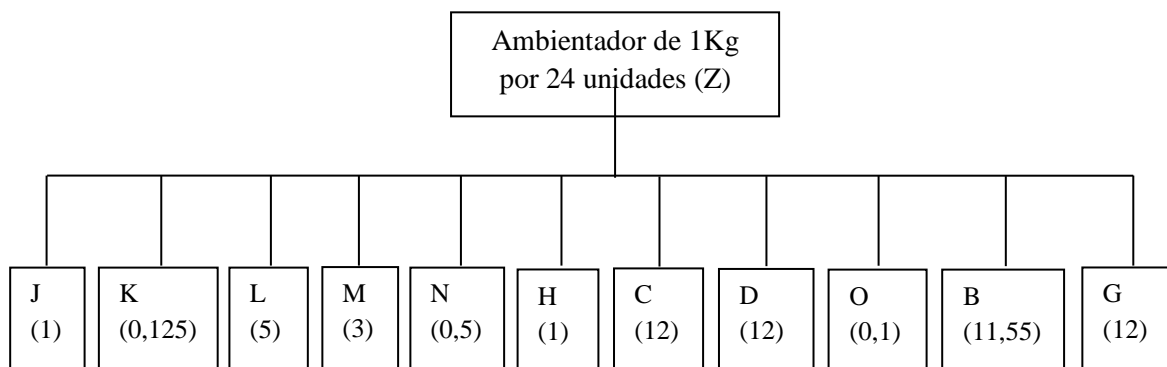 Ambientador de 1Kg
por 24 unidades (Z)
J
(1)
K
(0,125)
L
(5)
M
(3)
N
(0,5)
H
(1)
C
(12)
D
(12)
O
(0,1)
B
(11,55)
G
(12)